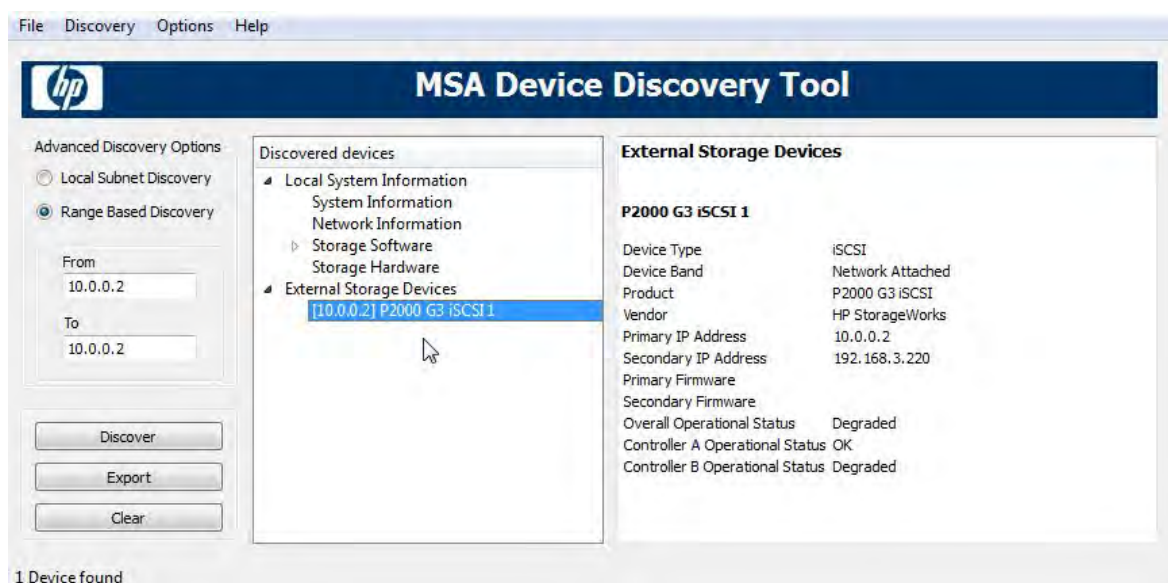 File Discovery Options Help
hp
MSA Device Discovery Tool
Advanced Discovery Options
Local Subnet Discovery
Range Based Discovery
From
10.0.0.2
To
10.0.0.2
Discover
Export
Clear
Discovered devices
Local System Information
System Information
Network Information
Storage Software
Storage Hardware
External Storage Devices
[10.0.0.2] P2000 G3 iSCSI 1
External Storage Devices
P2000 G3 iSCSI 1
Device Type iSCSI
Device Band Network Attached
Product P2000 G3 iSCSI
Vendor HP StorageWorks
Primary IP Address 10.0.0.2
Secondary IP Address 192.168.3.220
Primary Firmware
Secondary Firmware
Overall Operational Status Degraded
Controller A Operational Status OK
Controller B Operational Status Degraded
1 Device found